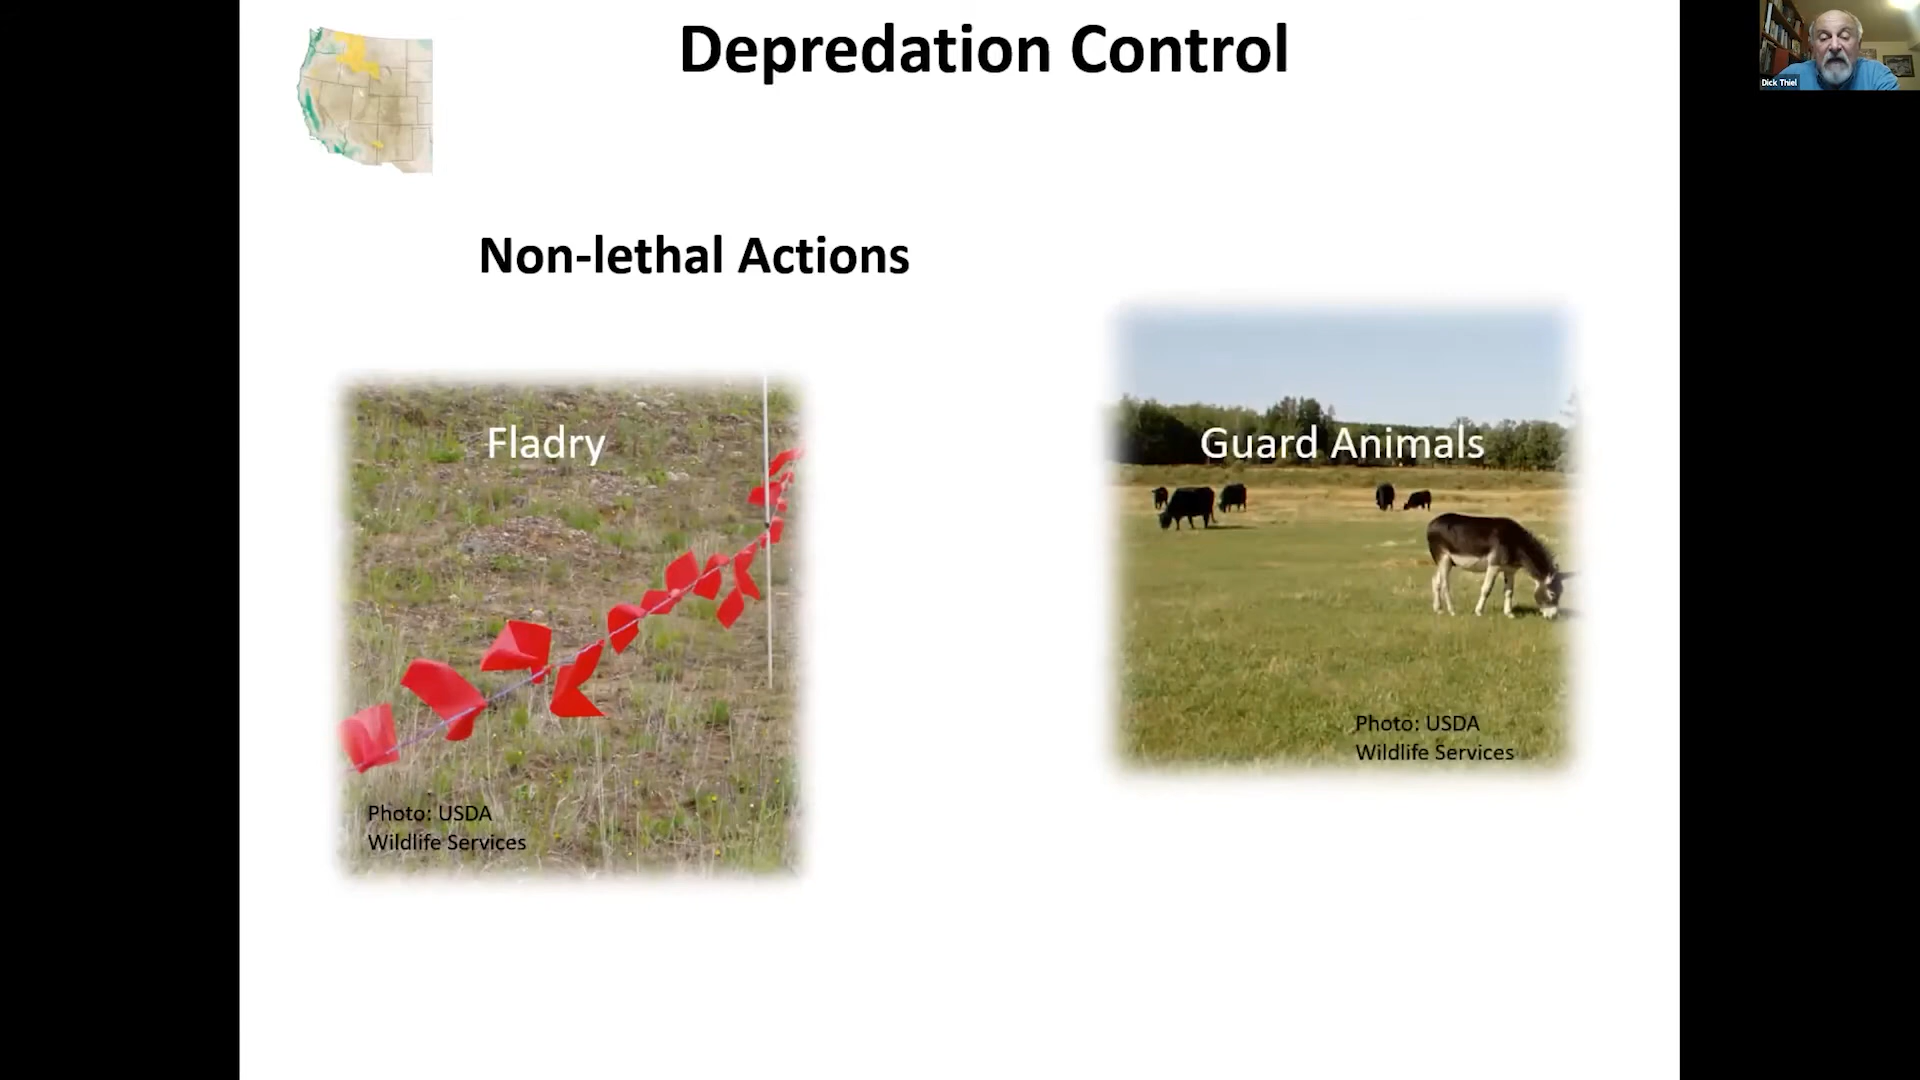 Depredation Control
Dick Thiel
Non-lethal Actions
Fladry
Guard Animals
Photo: USDA
Wildlife Services
Photo: USDA
Wildlife Services